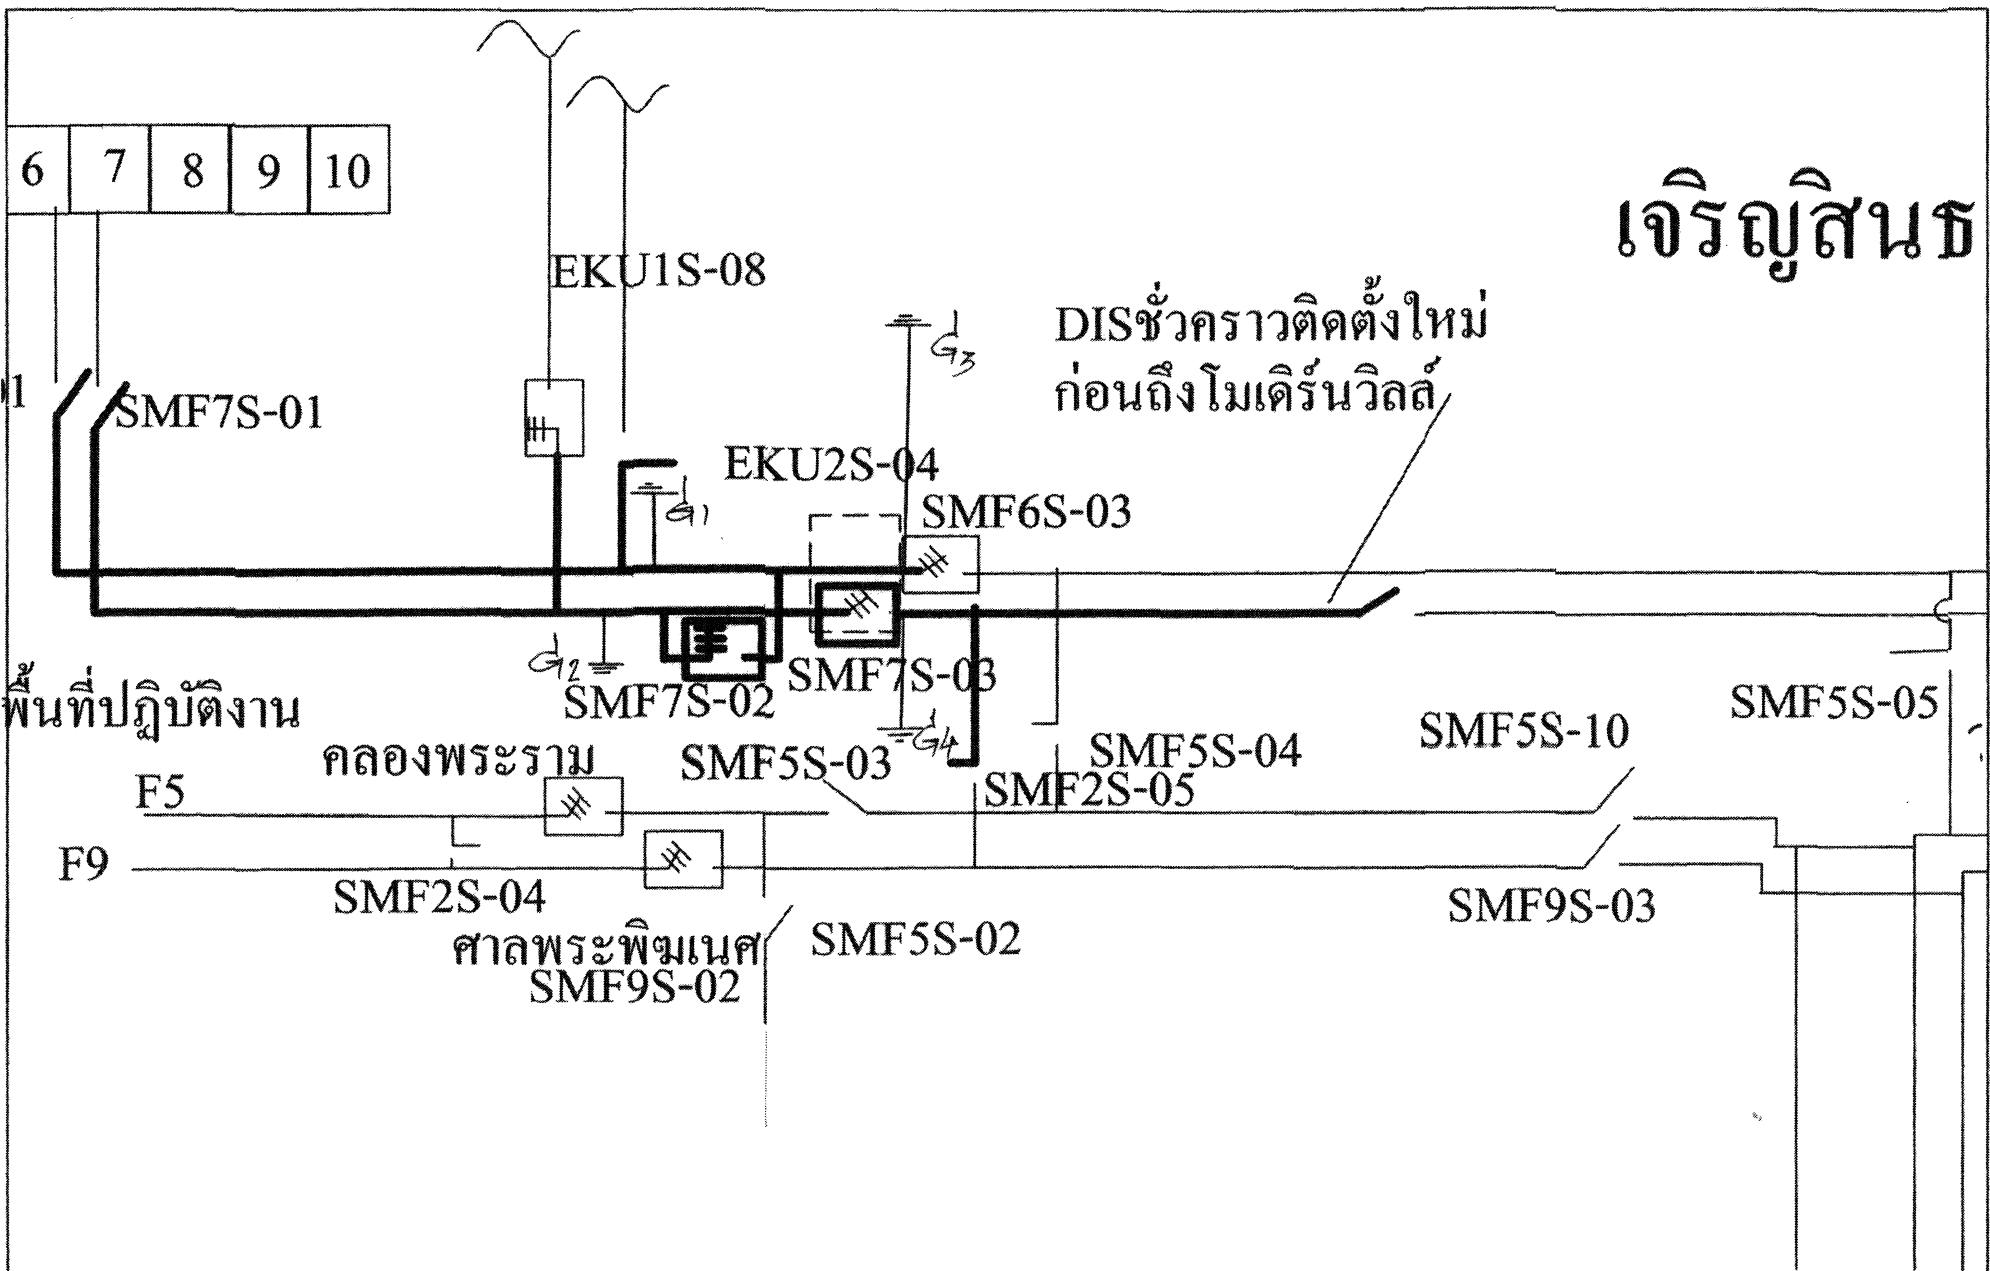 6 7 8 9 10
เจริญสินธ
EKU1S-08
DISชั่วคราวติดตั้งใหม่
ก่อนถึงโมเดิร์นวิลล์
G3
1
SMF7S-01
EKU2S-04
G1
SMF6S-03
G2
SMF7S-02
SMF7S-03
พื้นที่ปฏิบัติงาน
G4
SMF5S-05
SMF5S-10
คลองพระราม
SMF5S-03
SMF5S-04
F5
SMF2S-05
F9
SMF2S-04
SMF9S-03
ศาลพระพิฆเนศ
SMF5S-02
SMF9S-02